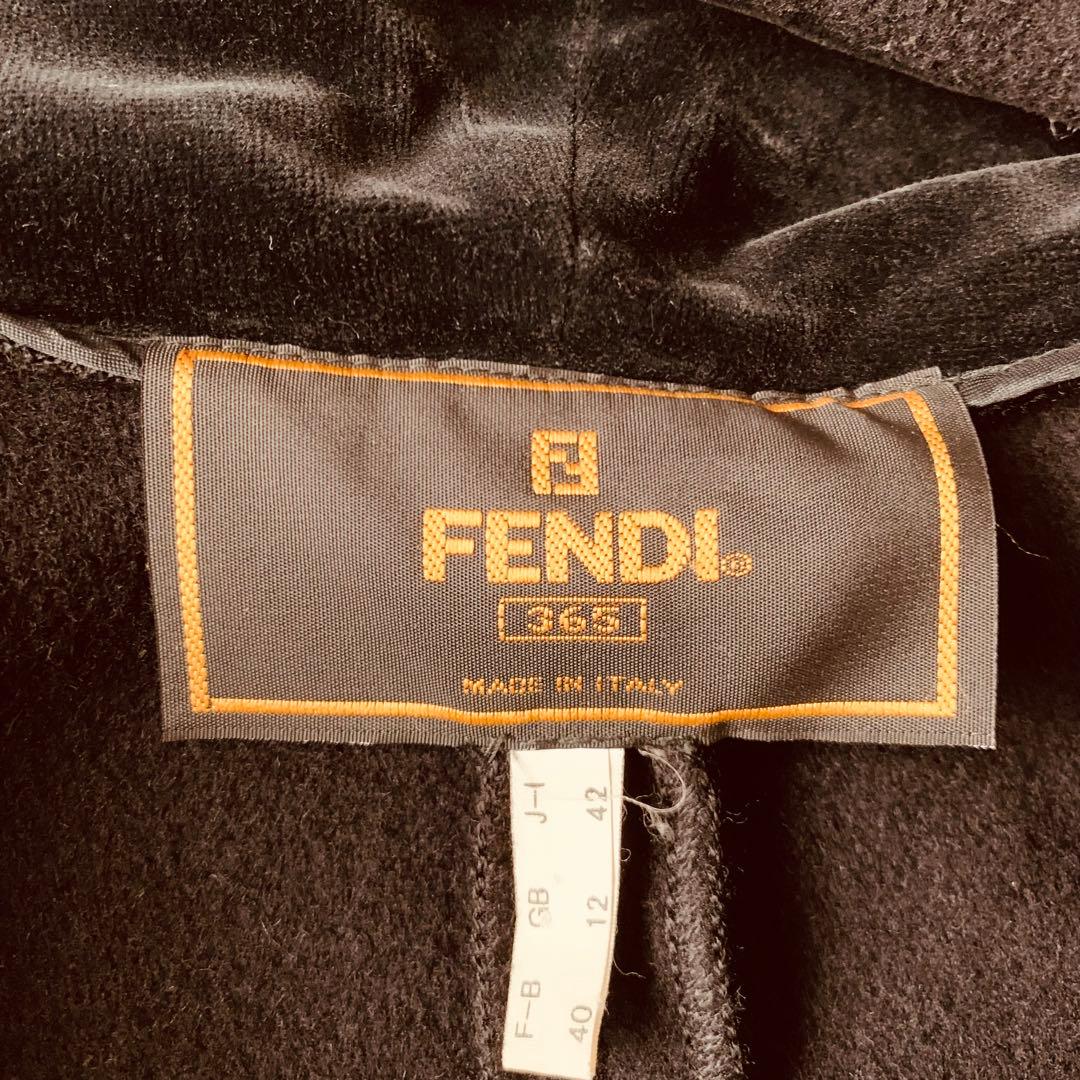 FF
FENDI®
365
MADE IN ITALY
F-B GB J-I
40 12 42